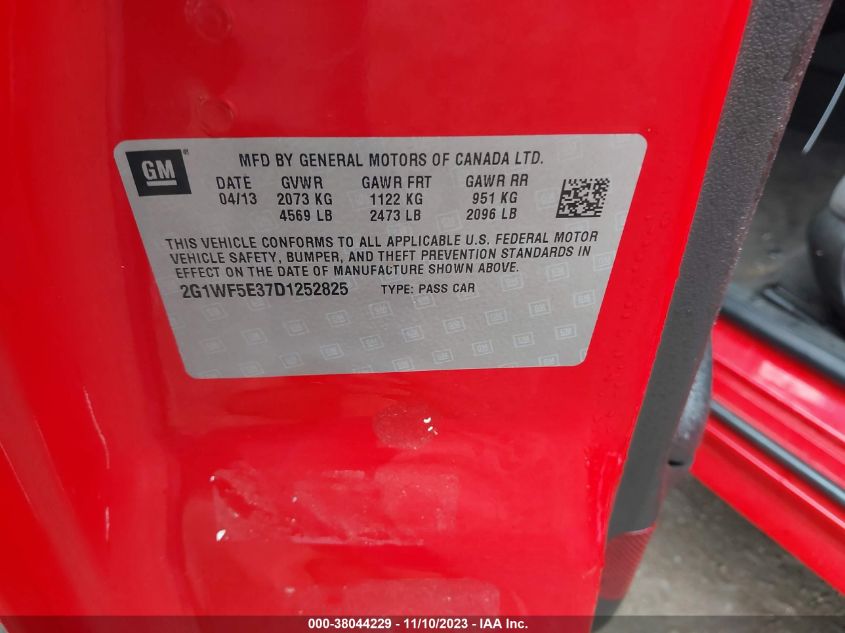 GM®
MFD BY GENERAL MOTORS OF CANADA LTD.
DATE GVWR GAWR FRT GAWR RR
04/13 2073 KG 1122 KG 951 KG
4569 LB 2473 LB 2096 LB
THIS VEHICLE CONFORMS TO ALL APPLICABLE U.S. FEDERAL MOTOR
VEHICLE SAFETY, BUMPER, AND THEFT PREVENTION STANDARDS IN
EFFECT ON THE DATE OF MANUFACTURE SHOWN ABOVE.
2G1WF5E37D1252825 TYPE: PASS CAR
000-38044229 - 11/10/2023 - IAA Inc.